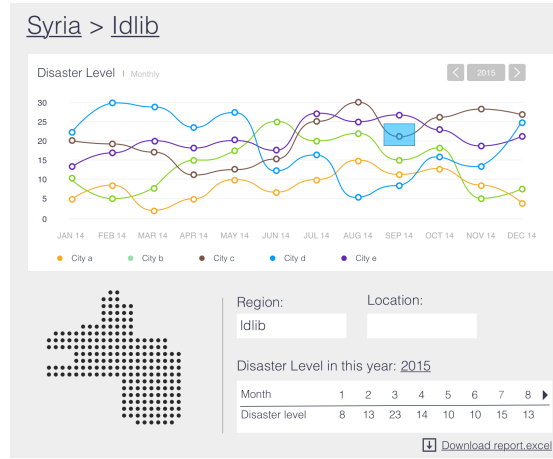 Syria > Idlib
Disaster Level | Monthly
< 2015 >
30
25
20
15
10
5
0
JAN 14 FEB 14 MAR 14 APR 14 MAY 14 JUN 14 JUL 14 AUG 14 SEP 14 OCT 14 NOV 14 DEC 14
City a City b City c City d City e
Region: Location:
Idlib
Disaster Level in this year: 2015
Month 1 2 3 4 5 6 7 8
Disaster level 8 13 23 14 10 10 15 13
Download report.excel